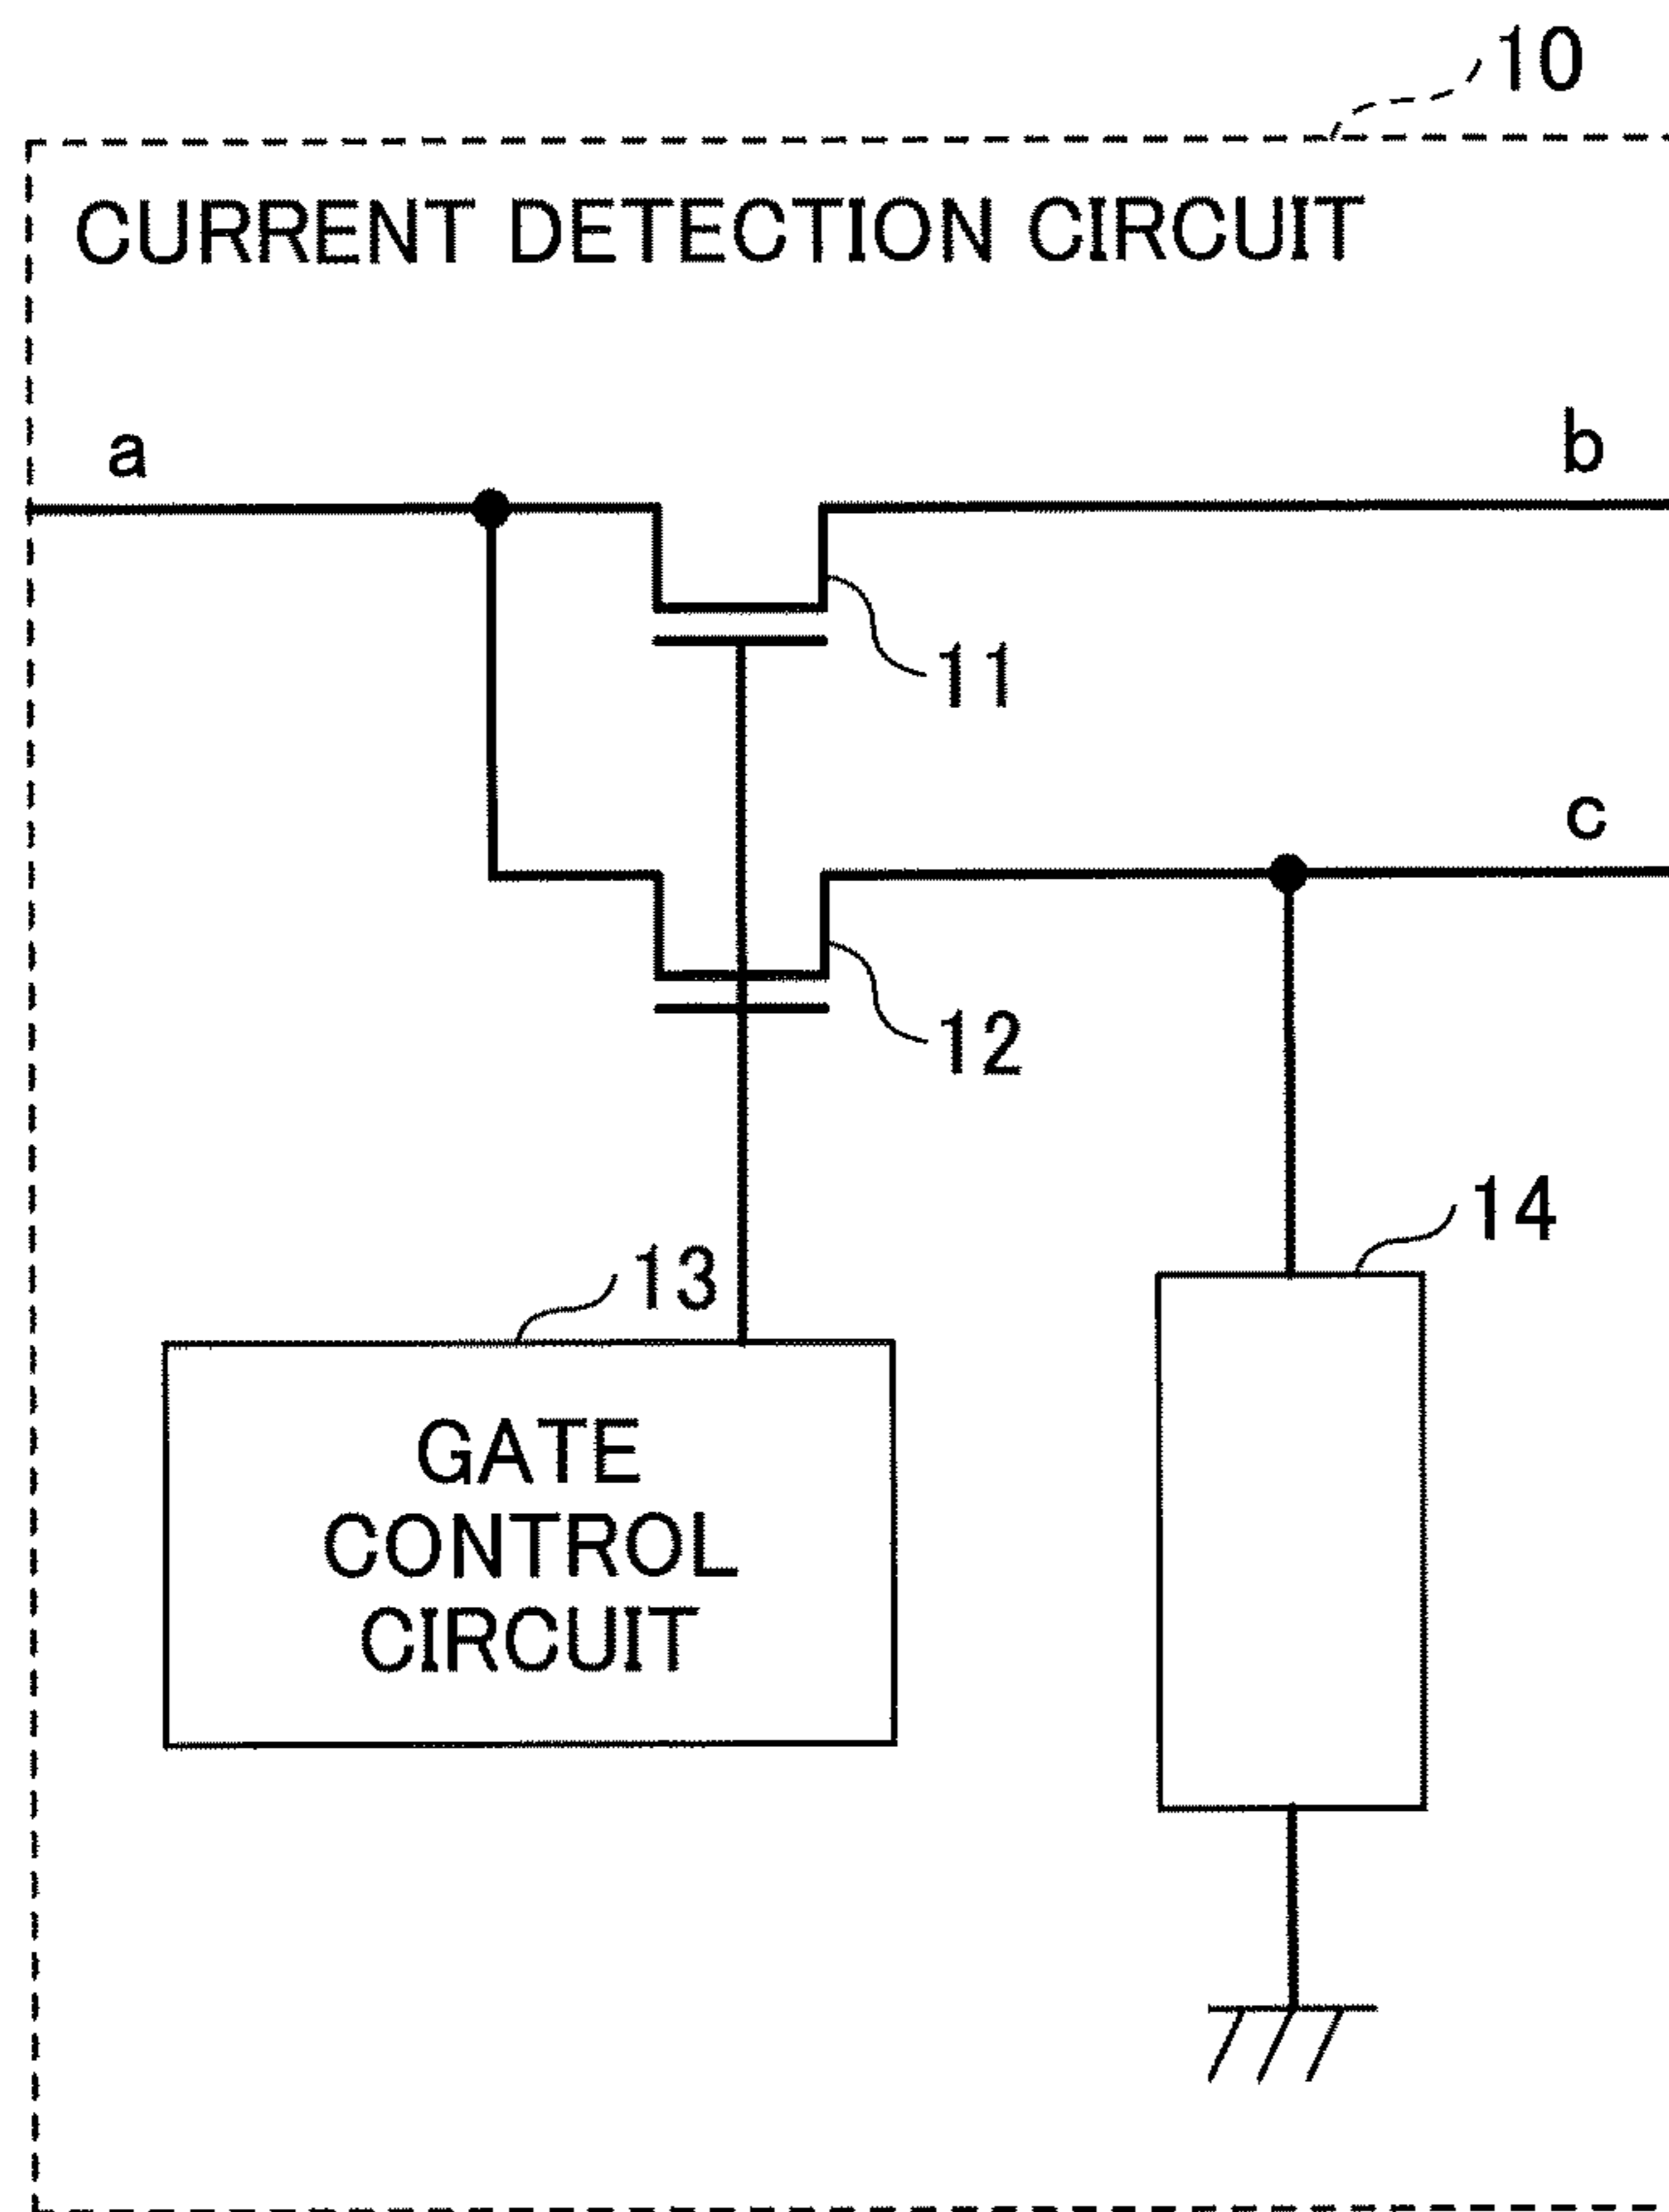 10
CURRENT DETECTION CIRCUIT
a
b
11
c
12
14
13
GATE
CONTROL
CIRCUIT